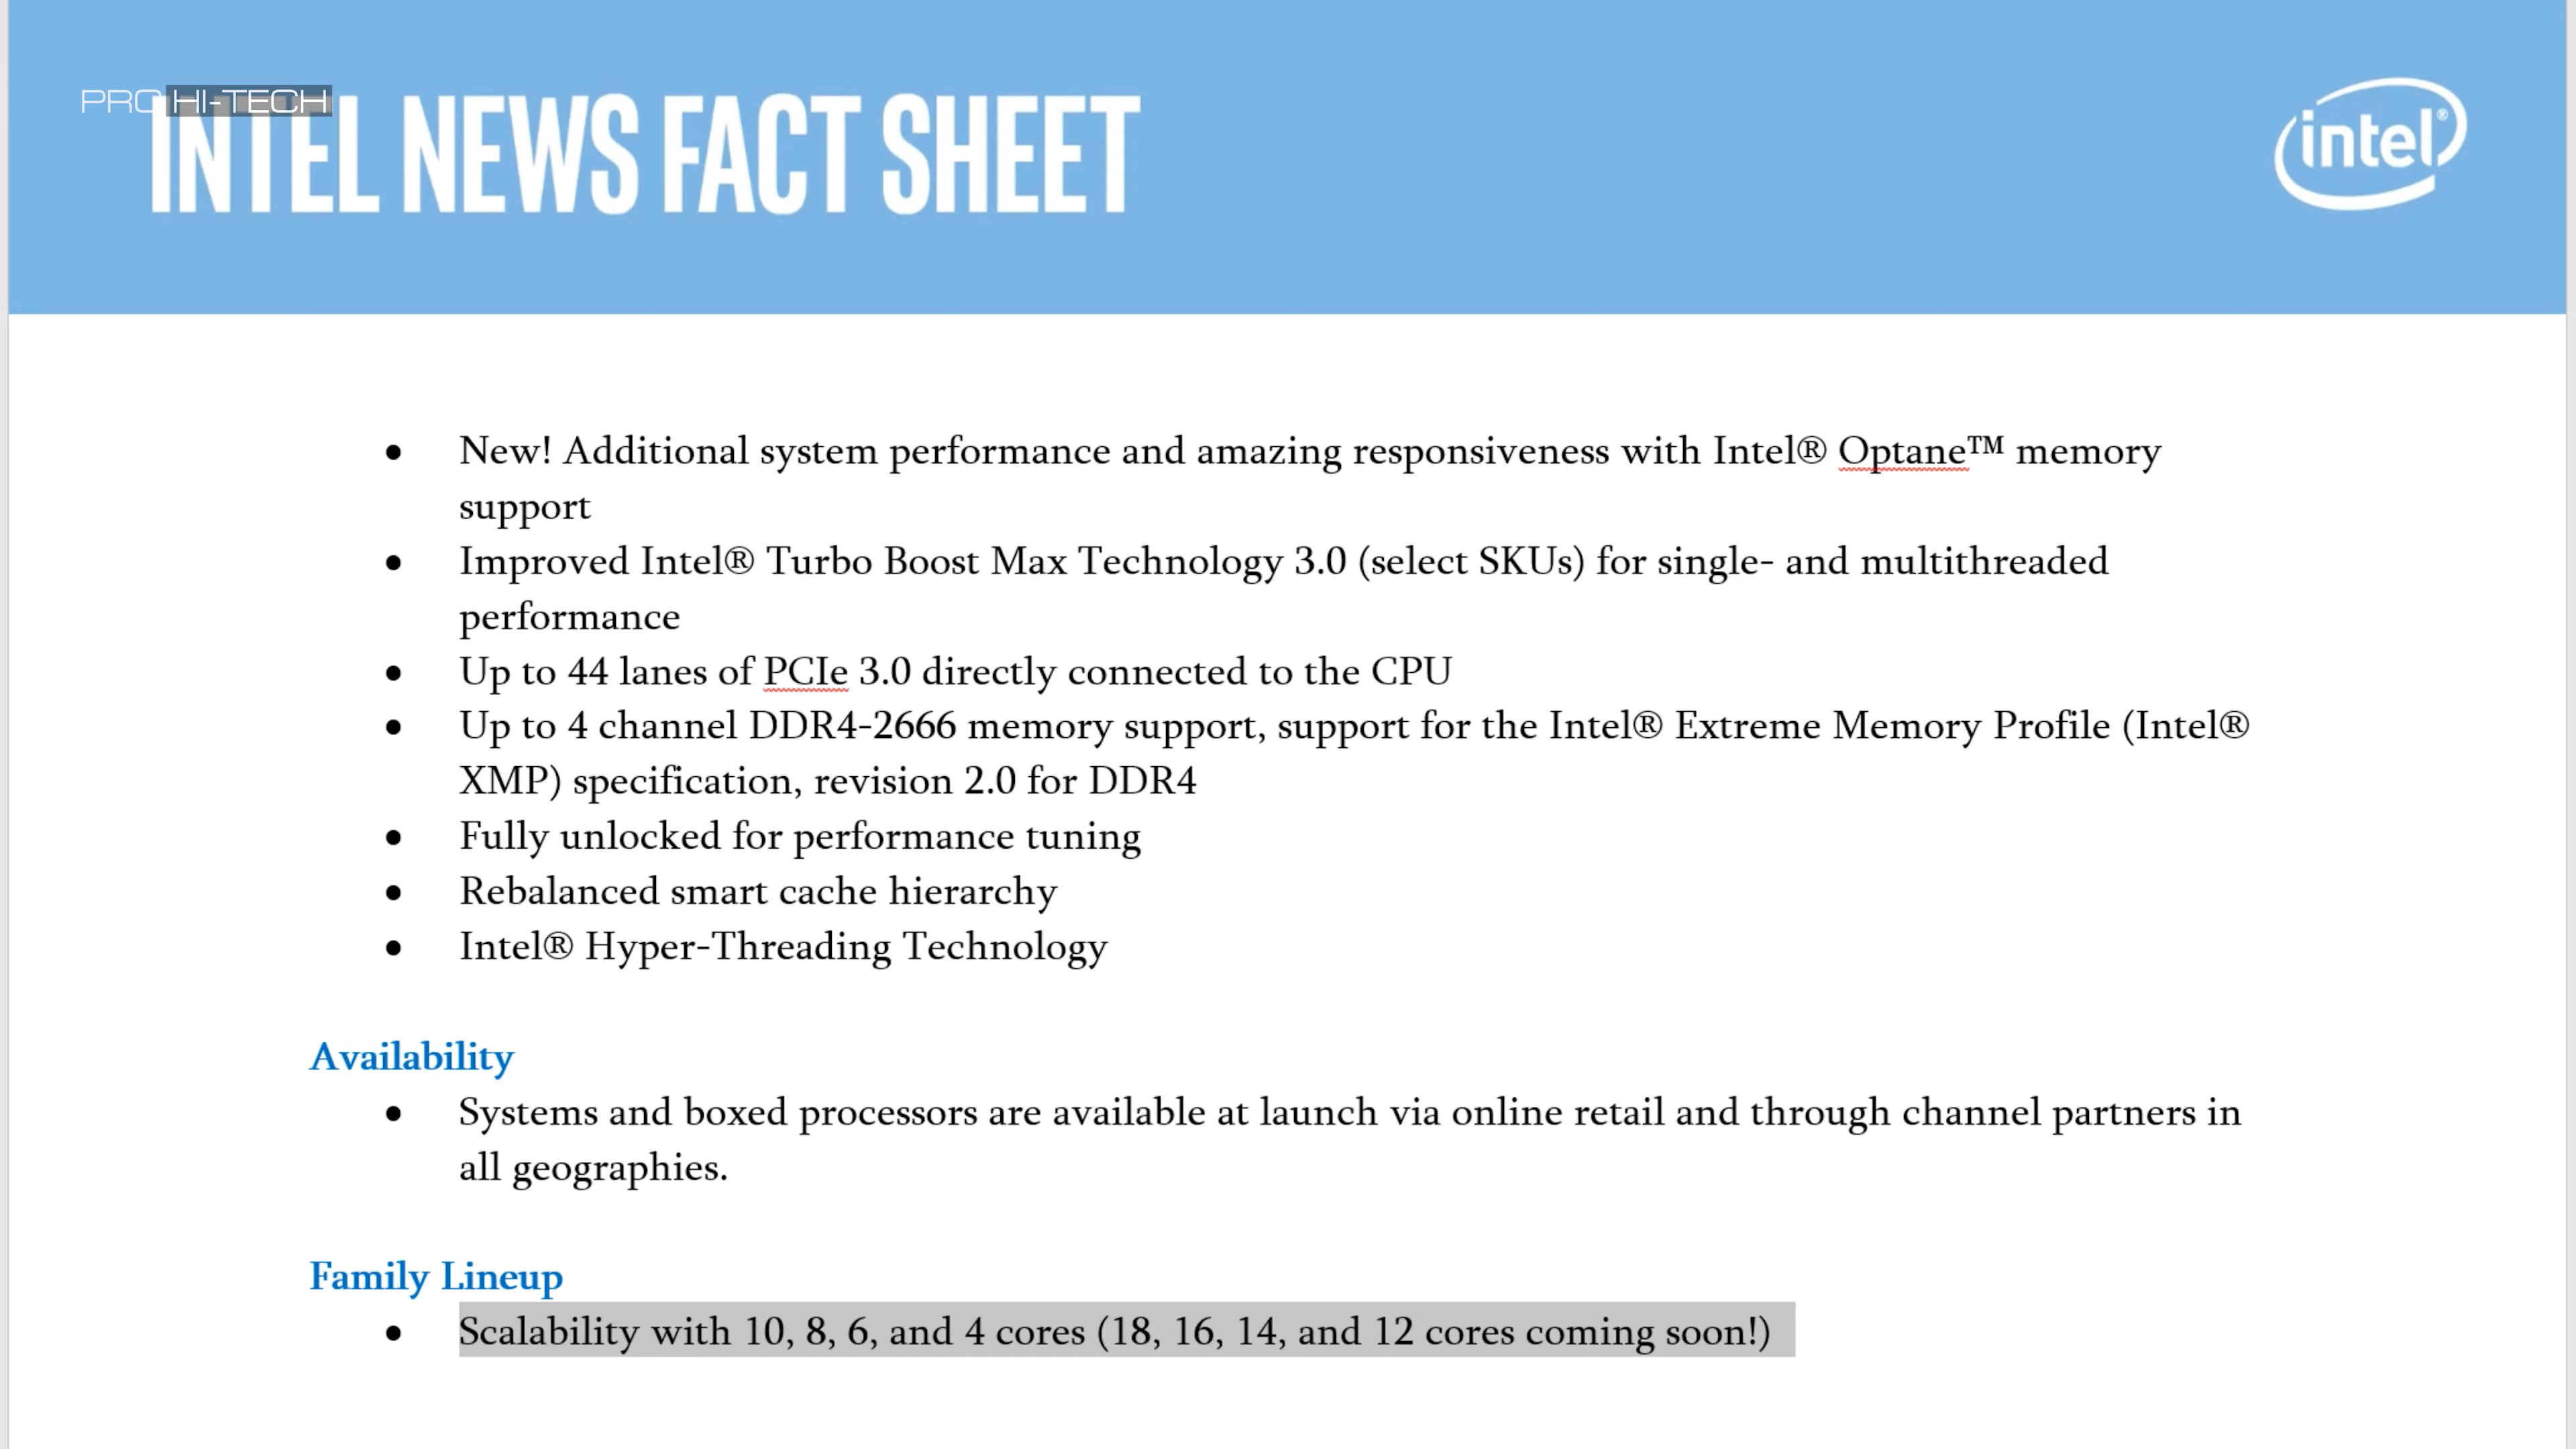 PRO HI-TECH
INTEL NEWS FACT SHEET
intel®
• New! Additional system performance and amazing responsiveness with Intel® Optane™ memory
support
• Improved Intel® Turbo Boost Max Technology 3.0 (select SKUs) for single- and multithreaded
performance
• Up to 44 lanes of PCIe 3.0 directly connected to the CPU
• Up to 4 channel DDR4-2666 memory support, support for the Intel® Extreme Memory Profile (Intel®
XMP) specification, revision 2.0 for DDR4
• Fully unlocked for performance tuning
• Rebalanced smart cache hierarchy
• Intel® Hyper-Threading Technology
Availability
• Systems and boxed processors are available at launch via online retail and through channel partners in
all geographies.
Family Lineup
• Scalability with 10, 8, 6, and 4 cores (18, 16, 14, and 12 cores coming soon!)